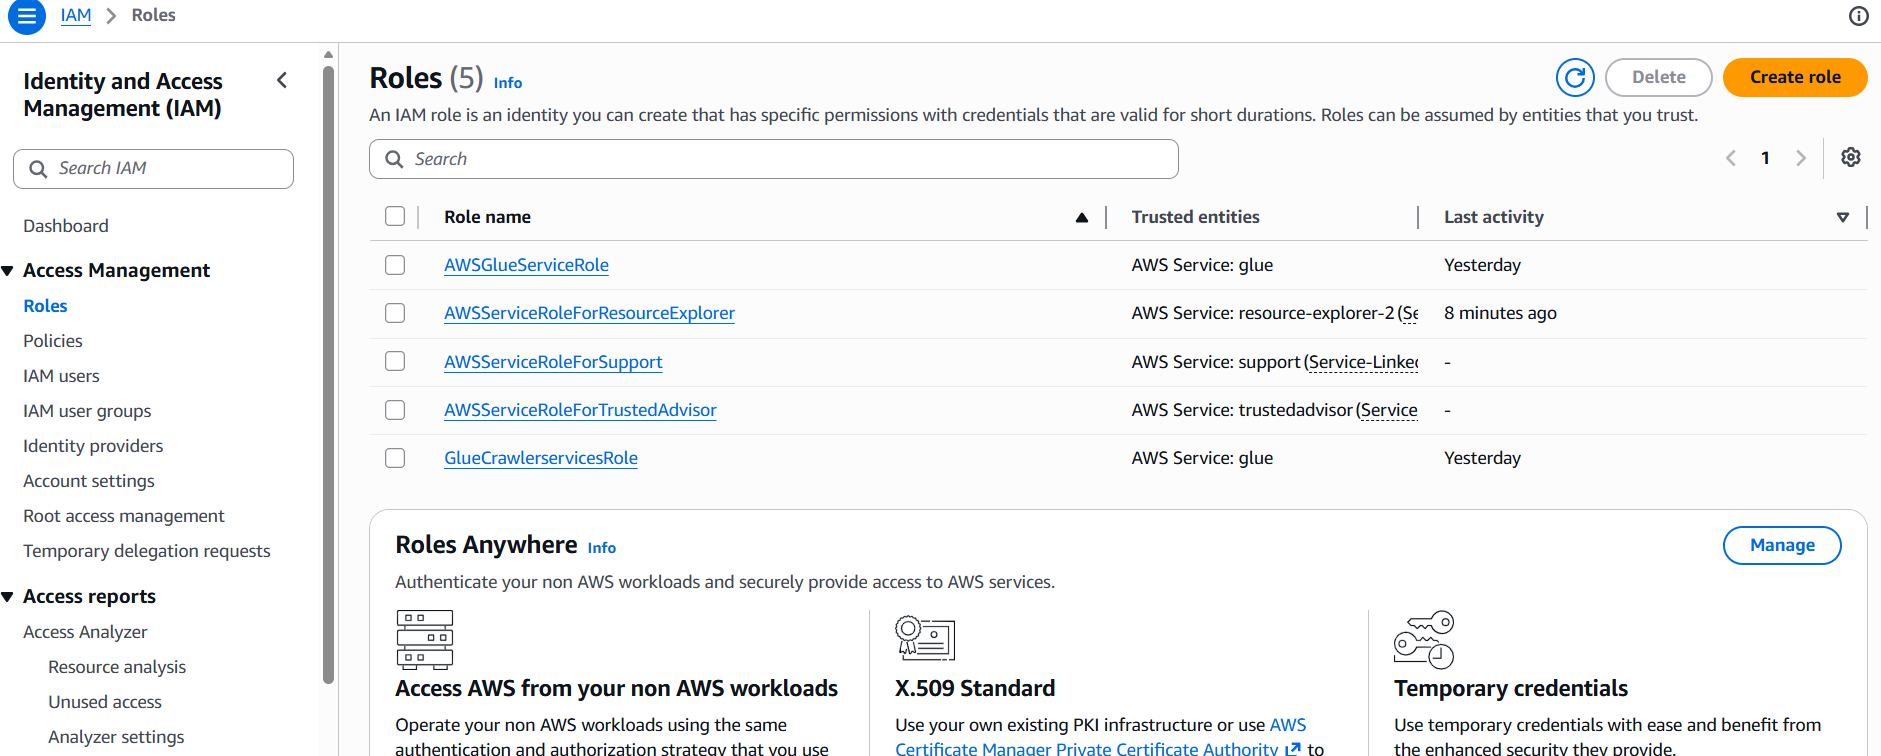 IAM > Roles
Identity and Access
Management (IAM)
Search IAM
Dashboard
Access Management
Roles
Policies
IAM users
IAM user groups
Identity providers
Account settings
Root access management
Temporary delegation requests
Access reports
Access Analyzer
Resource analysis
Unused access
Analyzer settings
Roles (5) Info
Delete
Create role
An IAM role is an identity you can create that has specific permissions with credentials that are valid for short durations. Roles can be assumed by entities that you trust.
Search
1
Role name Trusted entities Last activity
AWSGlueServiceRole AWS Service: glue Yesterday
AWSServiceRoleForResourceExplorer AWS Service: resource-explorer-2 (Se 8 minutes ago
AWSServiceRoleForSupport AWS Service: support (Service-Linked -
AWSServiceRoleForTrustedAdvisor AWS Service: trustedadvisor (Service -
GlueCrawlerservicesRole AWS Service: glue Yesterday
Roles Anywhere Info
Manage
Authenticate your non AWS workloads and securely provide access to AWS services.
Access AWS from your non AWS workloads
Operate your non AWS workloads using the same
authentication and authorization strategy that you use
X.509 Standard
Use your own existing PKI infrastructure or use AWS
Certificate Manager Private Certificate Authority to
Temporary credentials
Use temporary credentials with ease and benefit from
the enhanced security they provide.